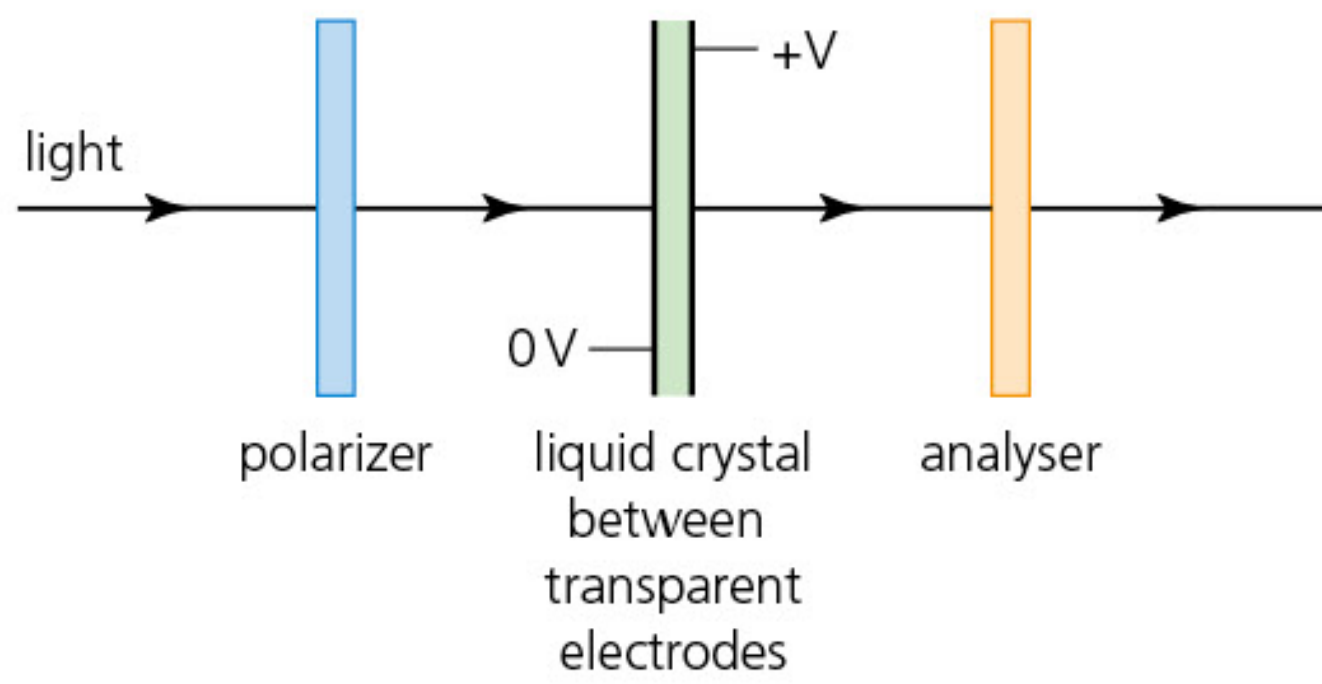 light
+V
0 V
polarizer
liquid crystal
between
transparent
electrodes
analyser